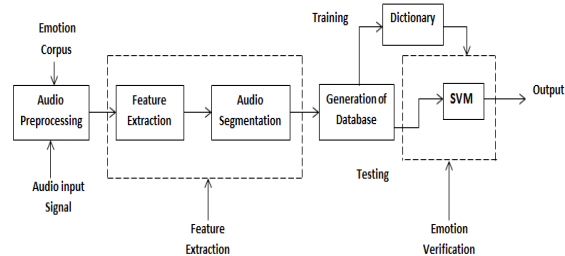 Emotion
Corpus
Training
Dictionary
Audio
Preprocessing
Feature
Extraction
Audio
Segmentation
Generation of
Database
SVM
Output
Testing
Audio input
Signal
Feature
Extraction
Emotion
Verification